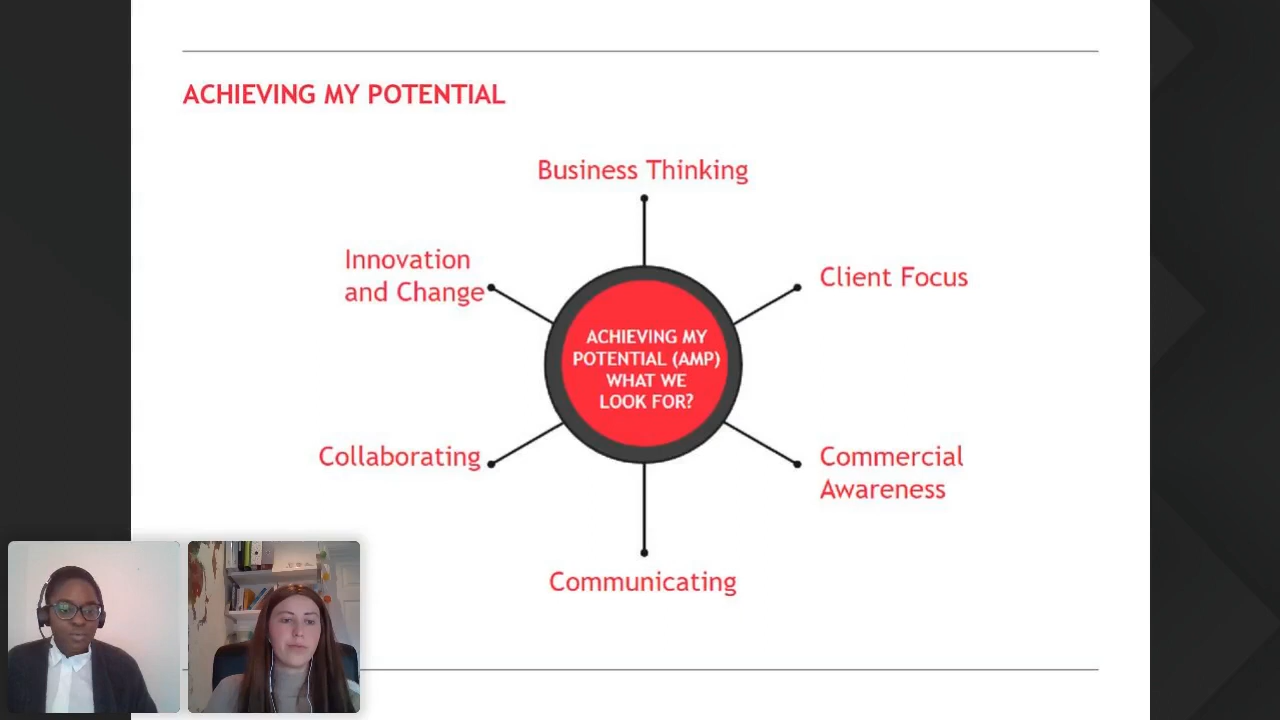 ACHIEVING MY POTENTIAL
Business Thinking
Innovation
and Change
Client Focus
ACHIEVING MY
POTENTIAL (AMP)
WHAT WE
LOOK FOR?
Collaborating
Commercial
Awareness
Communicating